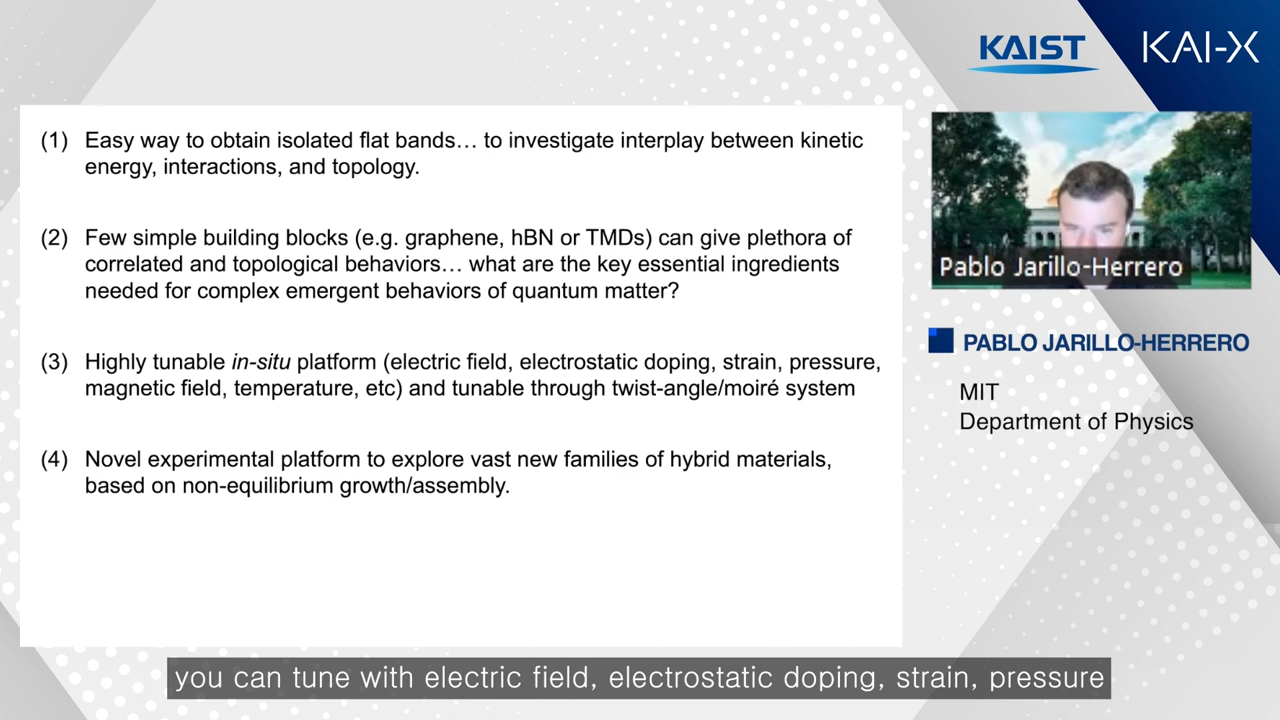 KAIST
KAI-X
(1) Easy way to obtain isolated flat bands… to investigate interplay between kinetic
energy, interactions, and topology.
(2) Few simple building blocks (e.g. graphene, hBN or TMDs) can give plethora of
correlated and topological behaviors… what are the key essential ingredients
needed for complex emergent behaviors of quantum matter?
(3) Highly tunable in-situ platform (electric field, electrostatic doping, strain, pressure,
magnetic field, temperature, etc) and tunable through twist-angle/moiré system
(4) Novel experimental platform to explore vast new families of hybrid materials,
based on non-equilibrium growth/assembly.
Pablo Jarillo-Herrero
PABLO JARILLO-HERRERO
MIT
Department of Physics
you can tune with electric field, electrostatic doping, strain, pressure